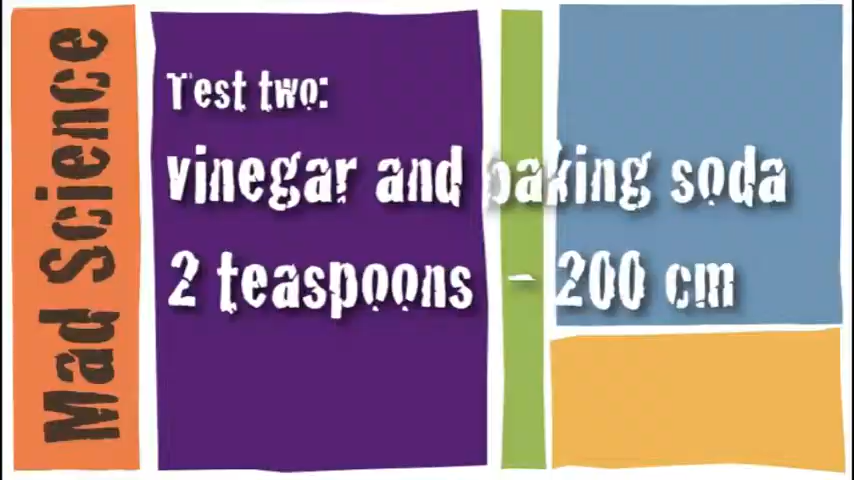 Mad Science
Test two:
vinegar and baking soda
2 teaspoons - 200 cm